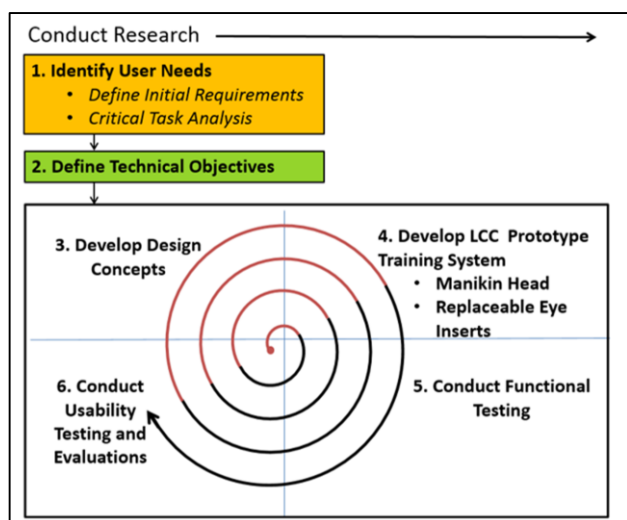 Conduct Research
1. Identify User Needs
• Define Initial Requirements
• Critical Task Analysis
2. Define Technical Objectives
3. Develop Design
Concepts
4. Develop LCC Prototype
Training System
• Manikin Head
• Replaceable Eye
Inserts
5. Conduct Functional
Testing
6. Conduct
Usability
Testing and
Evaluations